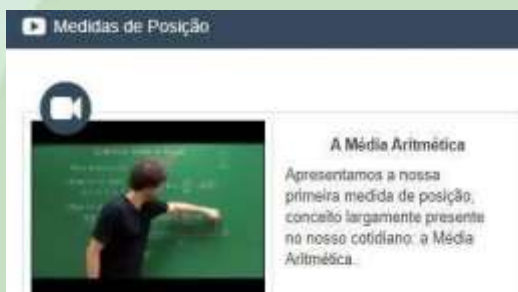 Medidas de Posição
A Média Aritmética
Apresentamos a nossa
primeira medida de posição,
conceito largamente presente
no nosso cotidiano: a Média
Aritmética.